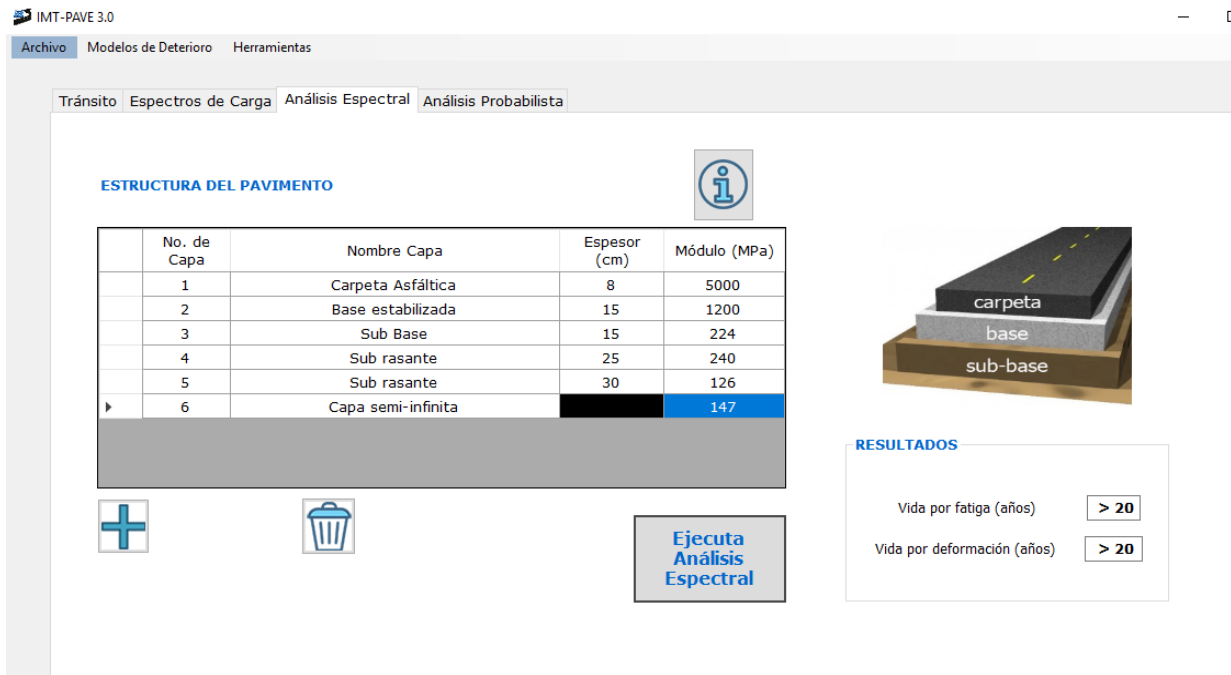 IMT-PAVE 3.0
Archivo Modelos de Deterioro Herramientas
Tránsito Espectros de Carga Análisis Espectral Análisis Probabilista
ESTRUCTURA DEL PAVIMENTO
No. de Capa Nombre Capa Espesor (cm) Módulo (MPa)
1 Carpeta Asfáltica 8 5000
2 Base estabilizada 15 1200
3 Sub Base 15 224
4 Sub rasante 25 240
5 Sub rasante 30 126
6 Capa semi-infinita 147
carpeta
base
sub-base
RESULTADOS
Vida por fatiga (años) > 20
Vida por deformación (años) > 20
Ejecuta
Análisis
Espectral